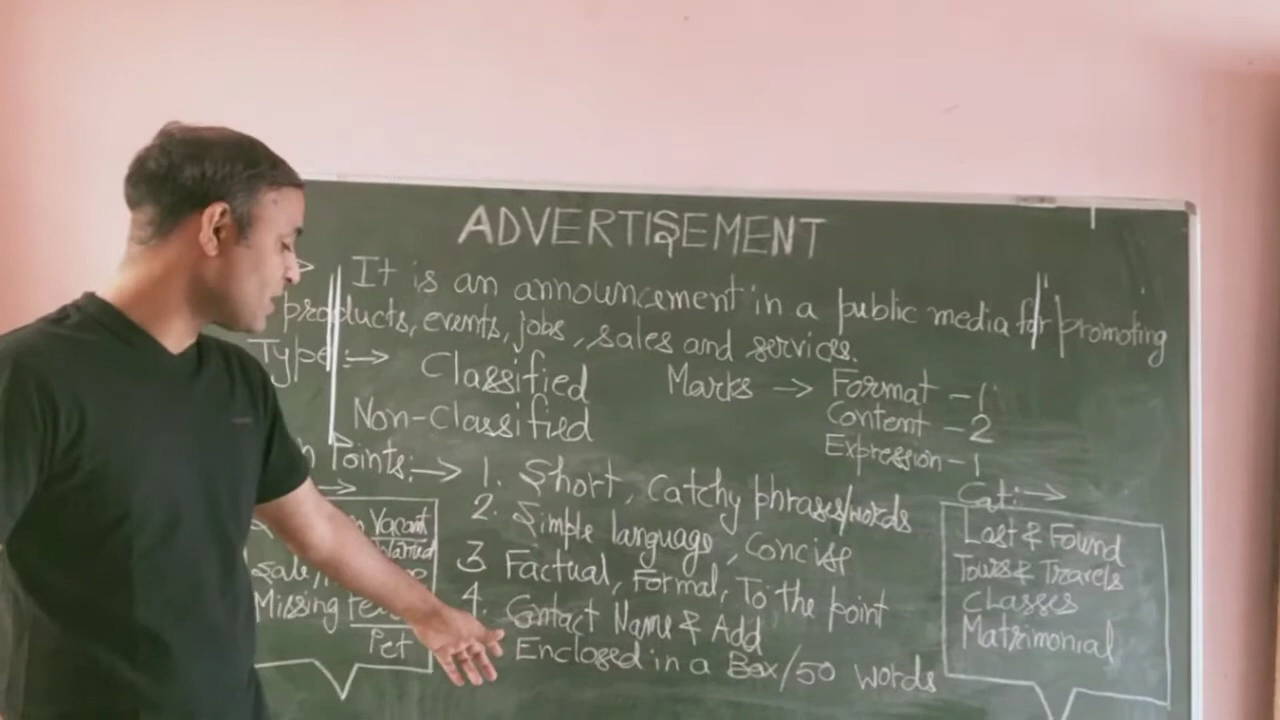 ADVERTISEMENT
It is an announcement in a public media for promoting
products, events, jobs, sales and services.
Type :→ Classified
Non-Classified
Marks → Format - 1
Content - 2
Expression - 1
Points :→ 1. Short, catchy phrases/words
2. Simple language, concise
3 Factual, Formal, To the point
4. Contact Name & Add
Enclosed in a Box/50 words
Vacant
Sale,
Missing
Pet
Cat :→
Lost & Found
Tours & Travels
Classes
Matrimonial